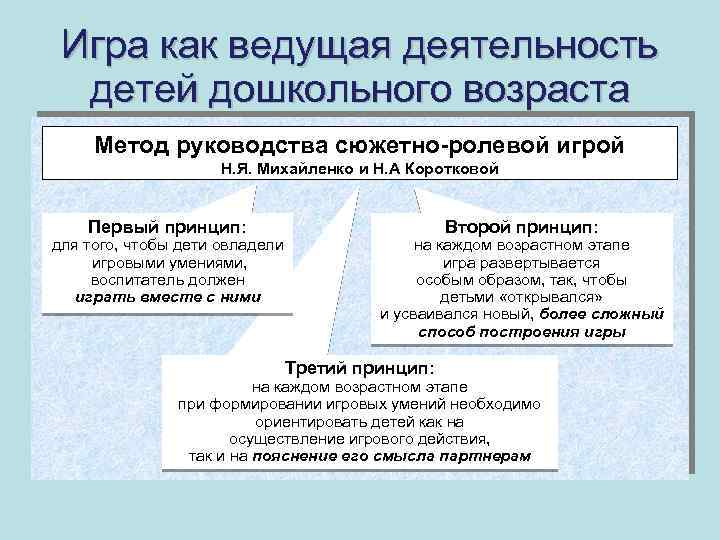 Игра как ведущая деятельность
детей дошкольного возраста
Метод руководства сюжетно-ролевой игрой
Н.Я. Михайленко и Н.А Коротковой
Первый принцип:
для того, чтобы дети овладели
игровыми умениями,
воспитатель должен
играть вместе с ними
Второй принцип:
на каждом возрастном этапе
игра развертывается
особым образом, так, чтобы
детьми «открывался»
и усваивался новый, более сложный
способ построения игры
Третий принцип:
на каждом возрастном этапе
при формировании игровых умений необходимо
ориентировать детей как на
осуществление игрового действия,
так и на пояснение его смысла партнерам